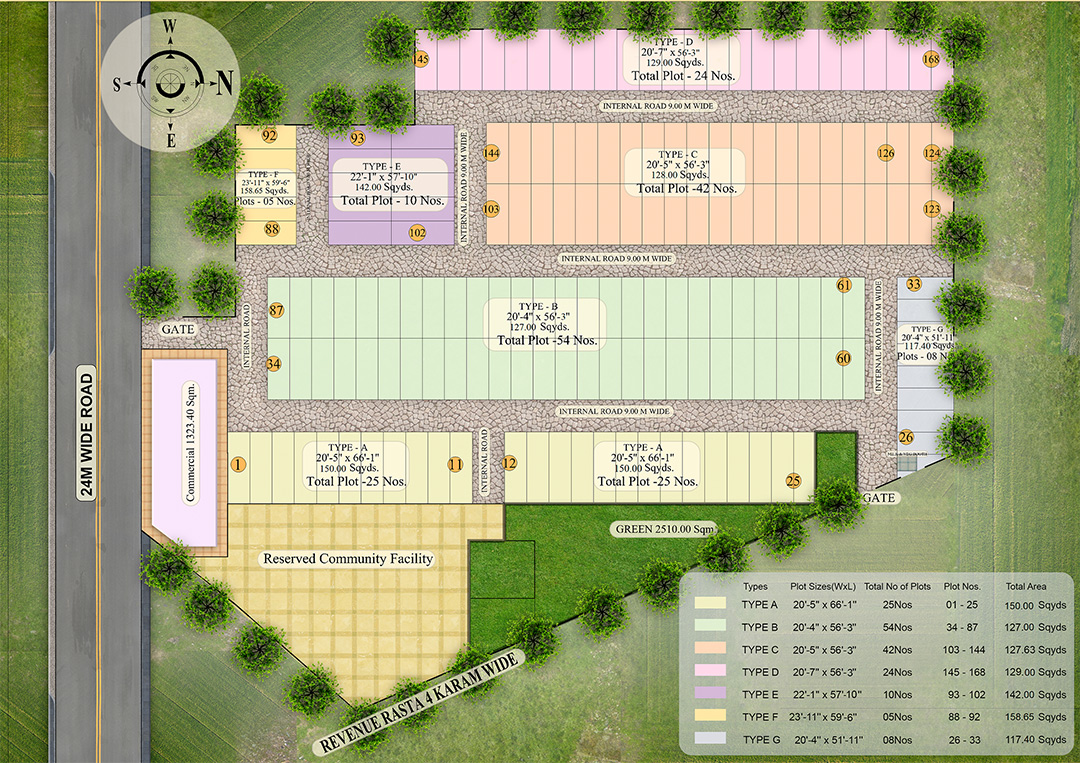 W
S
N
E
TYPE - D
20'-7" x 56'-3"
129.00 Sqyds.
Total Plot - 24 Nos.
145
168
INTERNAL ROAD 9.00 M WIDE
92
TYPE - F
23'-11" x 59'-6"
158.65 Sqyds.
Plots - 05 Nos.
88
93
TYPE - E
22'-1" x 57'-10"
142.00 Sqyds.
Total Plot - 10 Nos.
102
INTERNAL ROAD 9.00 M WIDE
144
103
TYPE - C
20'-5" x 56'-3"
128.00 Sqyds.
Total Plot -42 Nos.
126
124
123
INTERNAL ROAD 9.00 M WIDE
GATE
INTERNAL ROAD
87
34
TYPE - B
20'-4" x 56'-3"
127.00 Sqyds.
Total Plot -54 Nos.
61
60
INTERNAL ROAD 9.00 M WIDE
33
TYPE - G
20'-4" x 51'-11"
117.40 Sqyds
Plots - 08 N
26
INTERNAL ROAD 9.00 M WIDE
24M WIDE ROAD
Commercial 1323.40 Sqm.
1
TYPE - A
20'-5" x 66'-1"
150.00 Sqyds.
Total Plot -25 Nos.
11
INTERNAL ROAD
12
TYPE - A
20'-5" x 66'-1"
150.00 Sqyds.
Total Plot -25 Nos.
25
GATE
GREEN 2510.00 Sqm
Reserved Community Facility
REVENUE RASTA 4 KARAM WIDE
Types Plot Sizes(WxL) Total No of Plots Plot Nos. Total Area
TYPE A 20'-5" x 66'-1" 25Nos 01 - 25 150.00 Sqyds
TYPE B 20'-4" x 56'-3" 54Nos 34 - 87 127.00 Sqyds
TYPE C 20'-5" x 56'-3" 42Nos 103 - 144 127.63 Sqyds
TYPE D 20'-7" x 56'-3" 24Nos 145 - 168 129.00 Sqyds
TYPE E 22'-1" x 57'-10" 10Nos 93 - 102 142.00 Sqyds
TYPE F 23'-11" x 59'-6" 05Nos 88 - 92 158.65 Sqyds
TYPE G 20'-4" x 51'-11" 08Nos 26 - 33 117.40 Sqyds